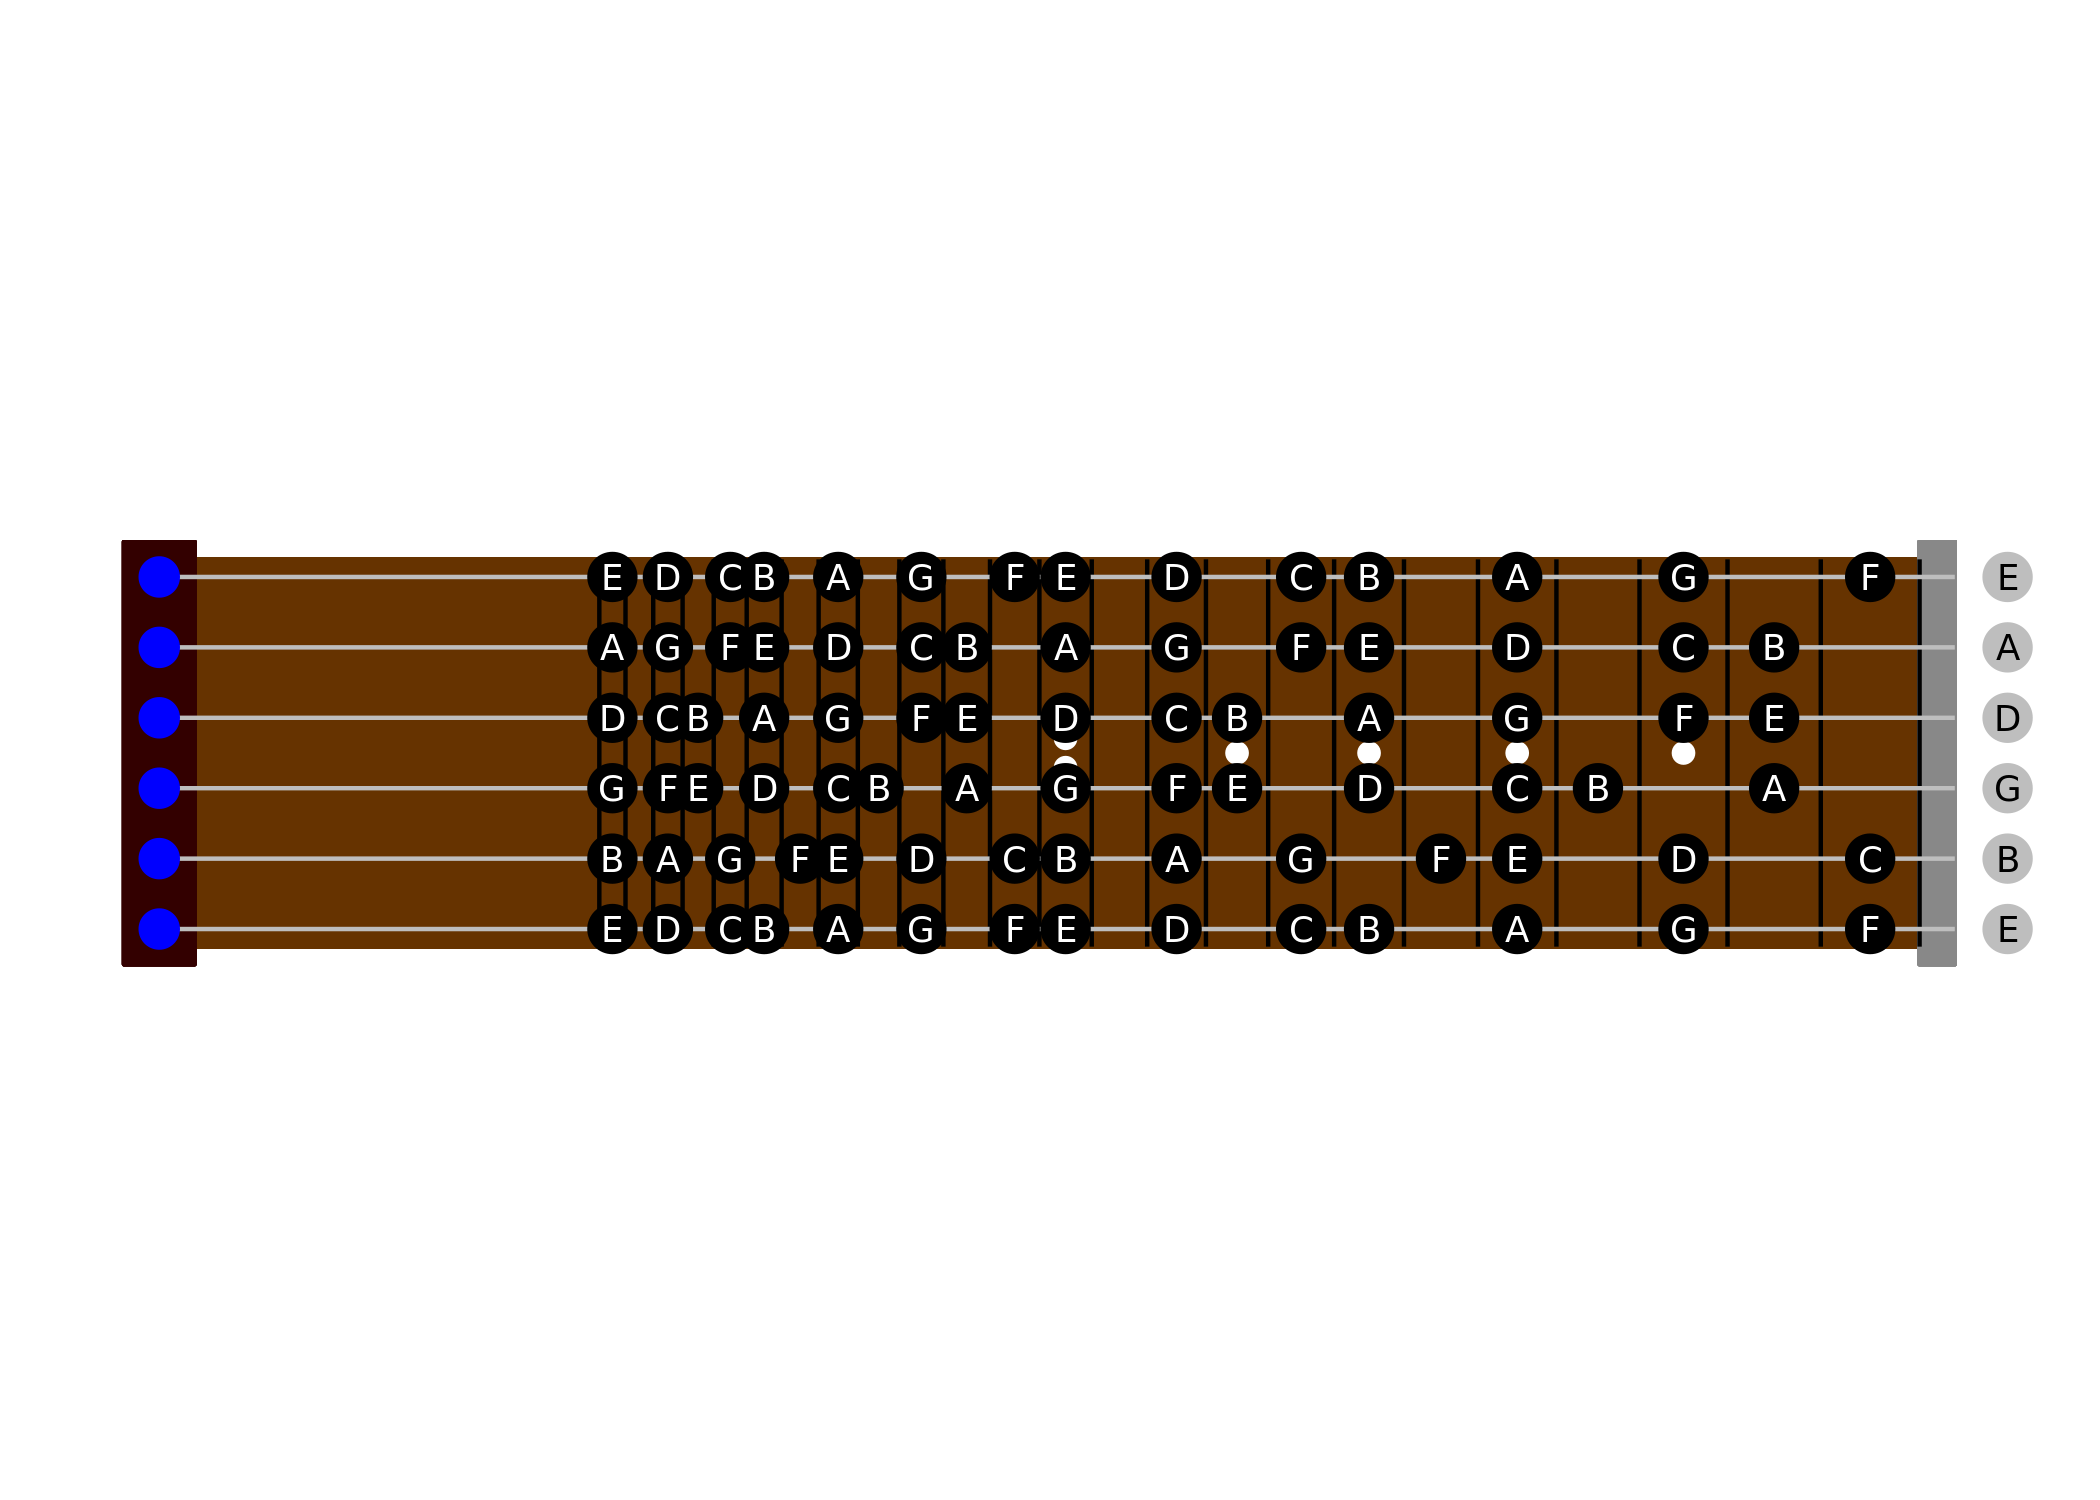 E D C B A G F E D C B A G F E
A G F E D C B A G F E D C B A
D C B A G F E D C B A G F E D
G F E D C B A G F E D C B A G
B A G F E D C B A G F E D C B
E D C B A G F E D C B A G F E